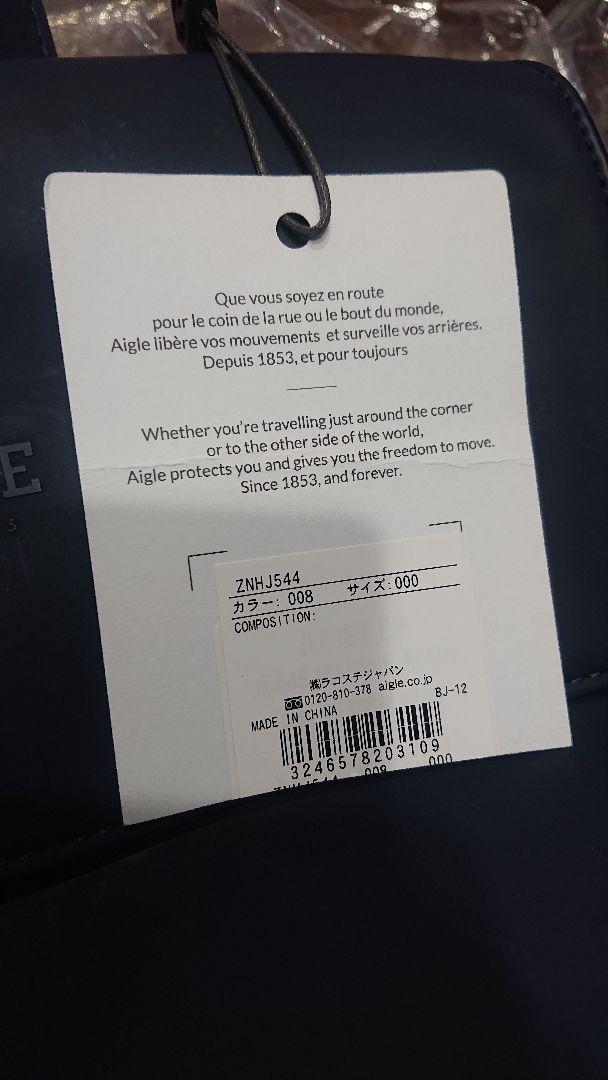 Que vous soyez en route
pour le coin de la rue ou le bout du monde,
Aigle libère vos mouvements et surveille vos arrières.
Depuis 1853, et pour toujours
Whether you're travelling just around the corner
or to the other side of the world,
Aigle protects you and gives you the freedom to move.
Since 1853, and forever.
E
3
ZNHJ544
カラー: 008 サイズ:000
COMPOSITION:
㈱ラコステジャパン
0120-810-378 aigle.co.jp
MADE IN CHINA BJ-12
3246578203109
008 000